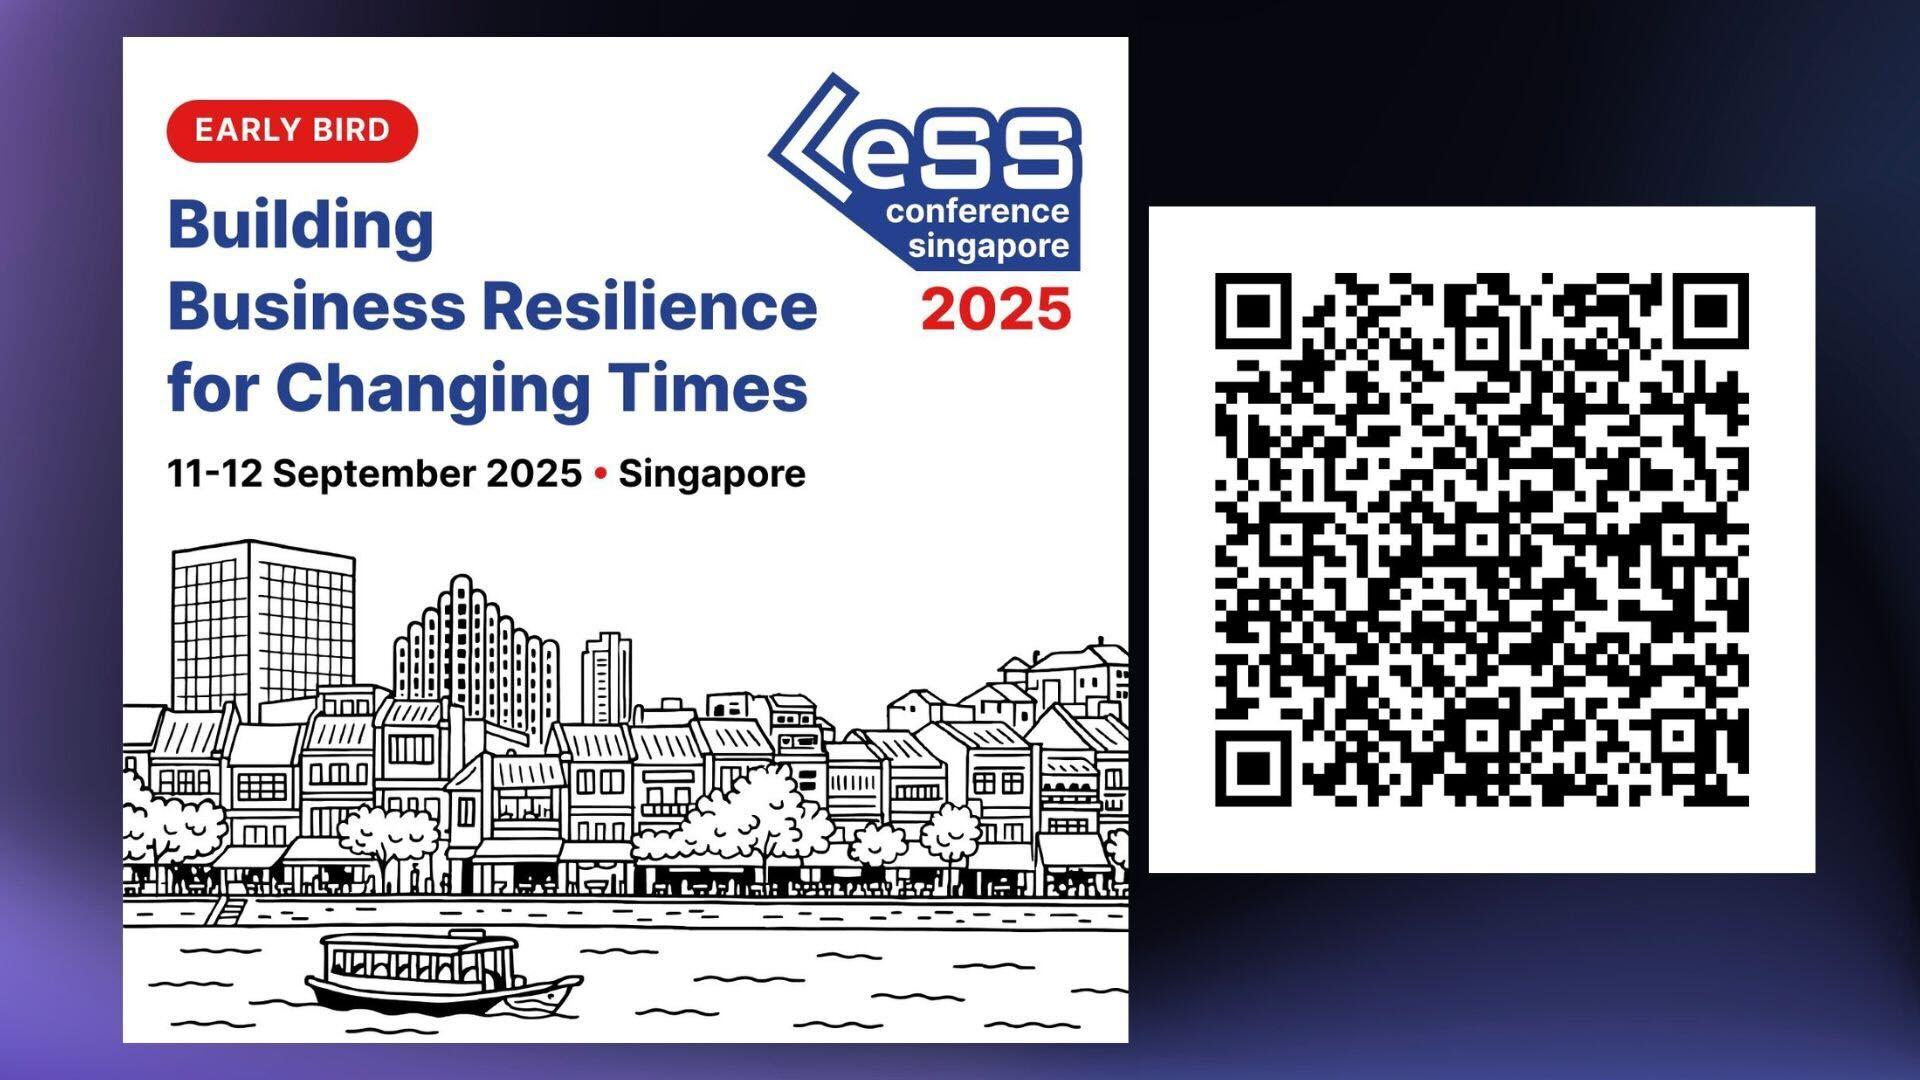 EARLY BIRD
Building
Business Resilience
for Changing Times
11-12 September 2025 • Singapore
LeSS
conference
singapore
2025